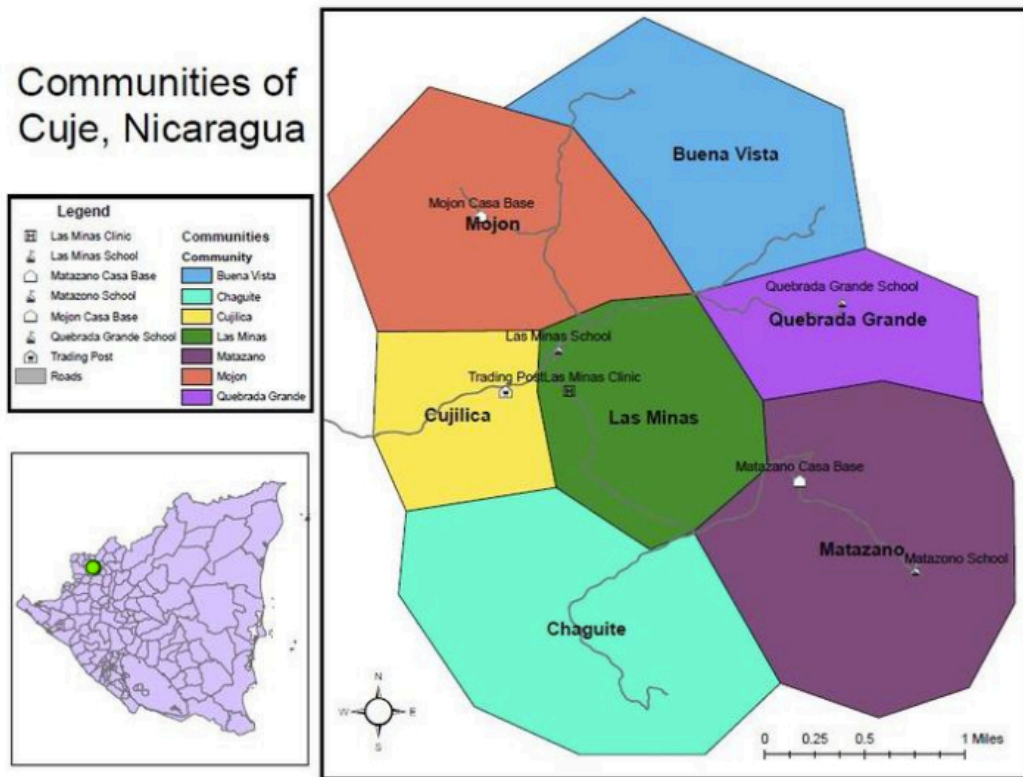 Communities of
Cuje, Nicaragua
Legend
Las Minas Clinic
Las Minas School
Matazano Casa Base
Matazono School
Mojon Casa Base
Quebrada Grande School
Trading Post
Roads
Communities
Community
Buena Vista
Chaguite
Cujilica
Las Minas
Matazano
Mojon
Quebrada Grande
Buena Vista
Mojon Casa Base
Mojon
Quebrada Grande School
Quebrada Grande
Las Minas School
Trading Post
Las Minas Clinic
Cujilica
Las Minas
Matazano Casa Base
Matazano
Matazono School
Chaguite
N
W
E
S
0 0.25 0.5 1 Miles